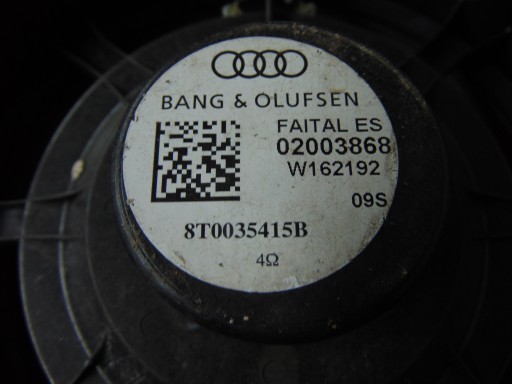 BANG & OLUFSEN
FAITAL ES
02003868
W162192
09S
8T0035415B
4Ω